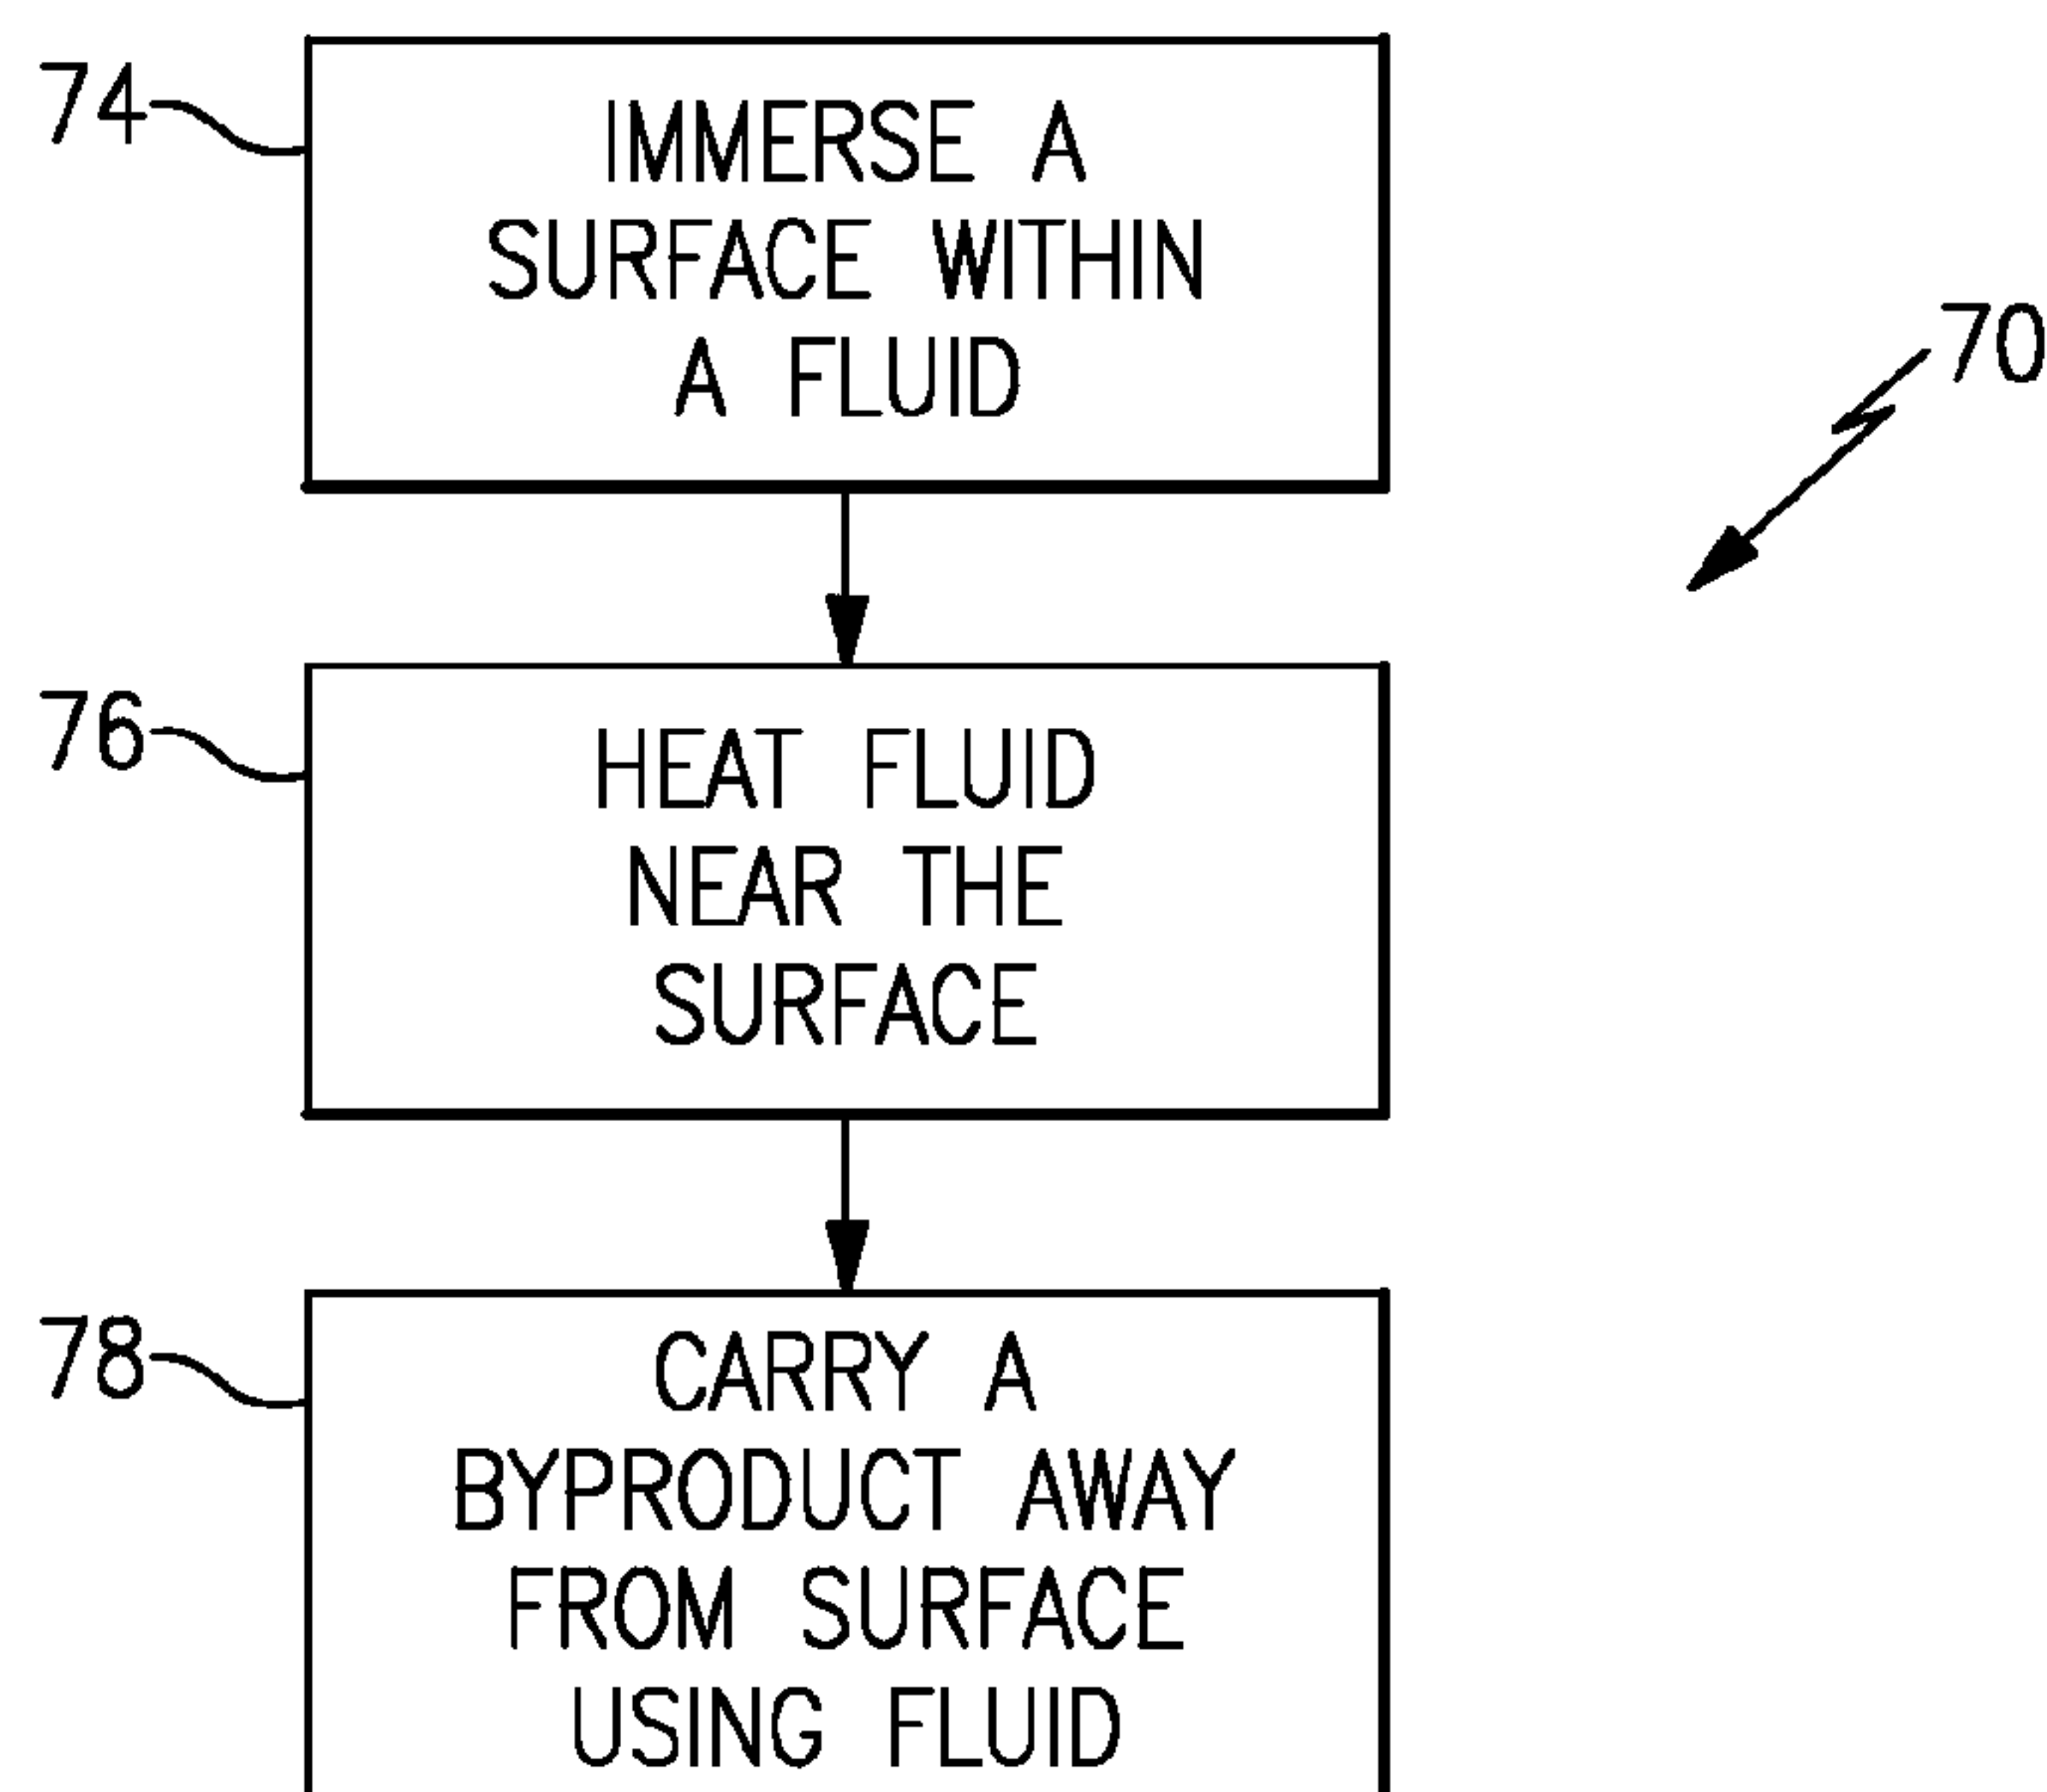 74
IMMERSE A
SURFACE WITHIN
A FLUID
70
76
HEAT FLUID
NEAR THE
SURFACE
78
CARRY A
BYPRODUCT AWAY
FROM SURFACE
USING FLUID